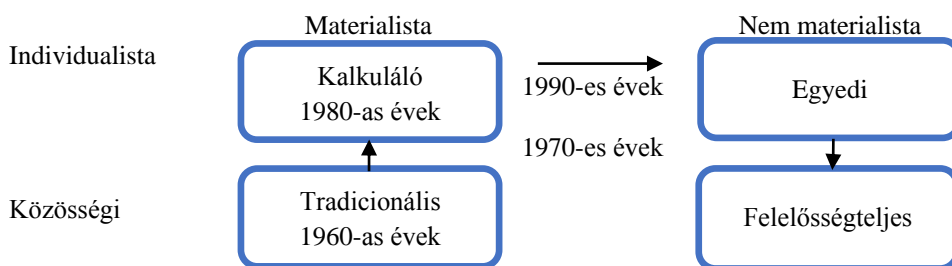 Materialista
Nem materialista
Individualista
Kalkuláló
1980-as évek
1990-es évek
Egyedi
1970-es évek
Közösségi
Tradicionális
1960-as évek
Felelősségteljes